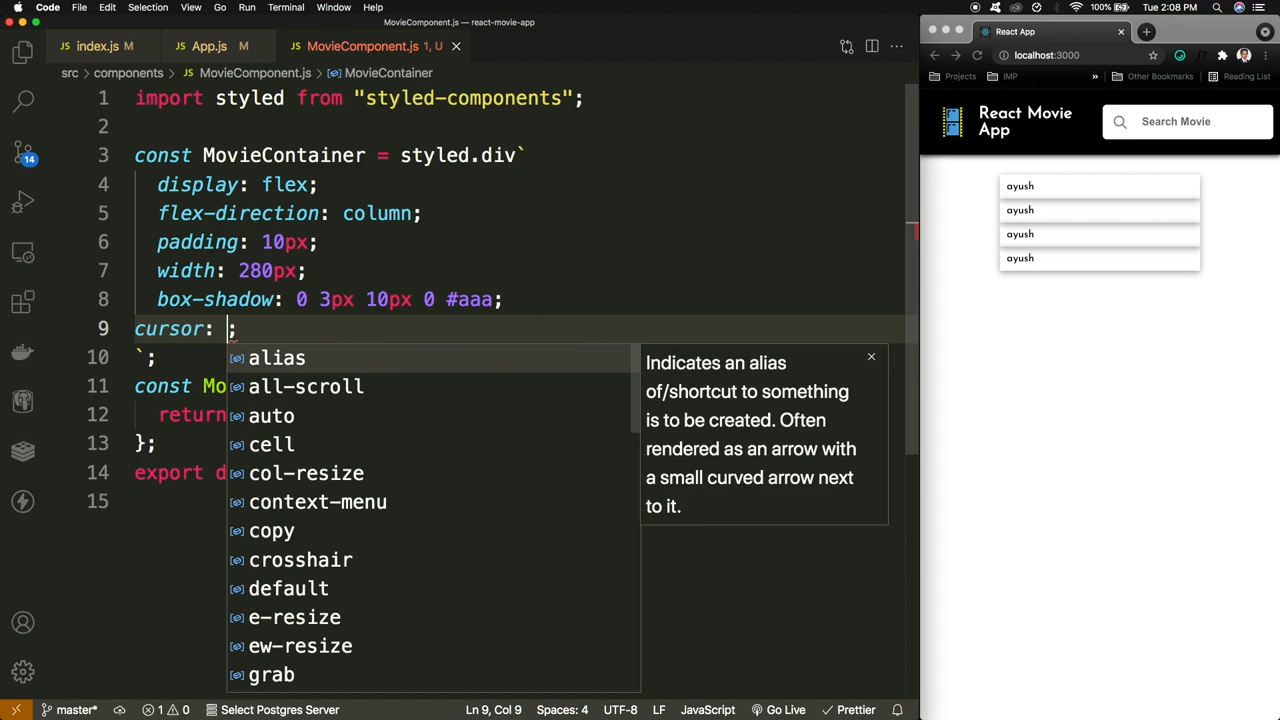 Code File Edit Selection View Go Run Terminal Window Help 100% Tue 2:08 PM
MovieComponent.js — react-movie-app
JS index.js M JS App.js M JS MovieComponent.js 1, U
src > components > JS MovieComponent.js > MovieContainer
1 import styled from "styled-components";
2
3 const MovieContainer = styled.div`
4 display: flex;
5 flex-direction: column;
6 padding: 10px;
7 width: 280px;
8 box-shadow: 0 3px 10px 0 #aaa;
9 cursor: ;
10 `;
11 const Mo
12 return
13 };
14 export d
15
alias
all-scroll
auto
cell
col-resize
context-menu
copy
crosshair
default
e-resize
ew-resize
grab
Indicates an alias
of/shortcut to something
is to be created. Often
rendered as an arrow with
a small curved arrow next
to it.
14
master* 1 0 Select Postgres Server Ln 9, Col 9 Spaces: 4 UTF-8 LF JavaScript Go Live Prettier
React App
localhost:3000
Projects IMP » Other Bookmarks Reading List
React Movie
App
Search Movie
ayush
ayush
ayush
ayush